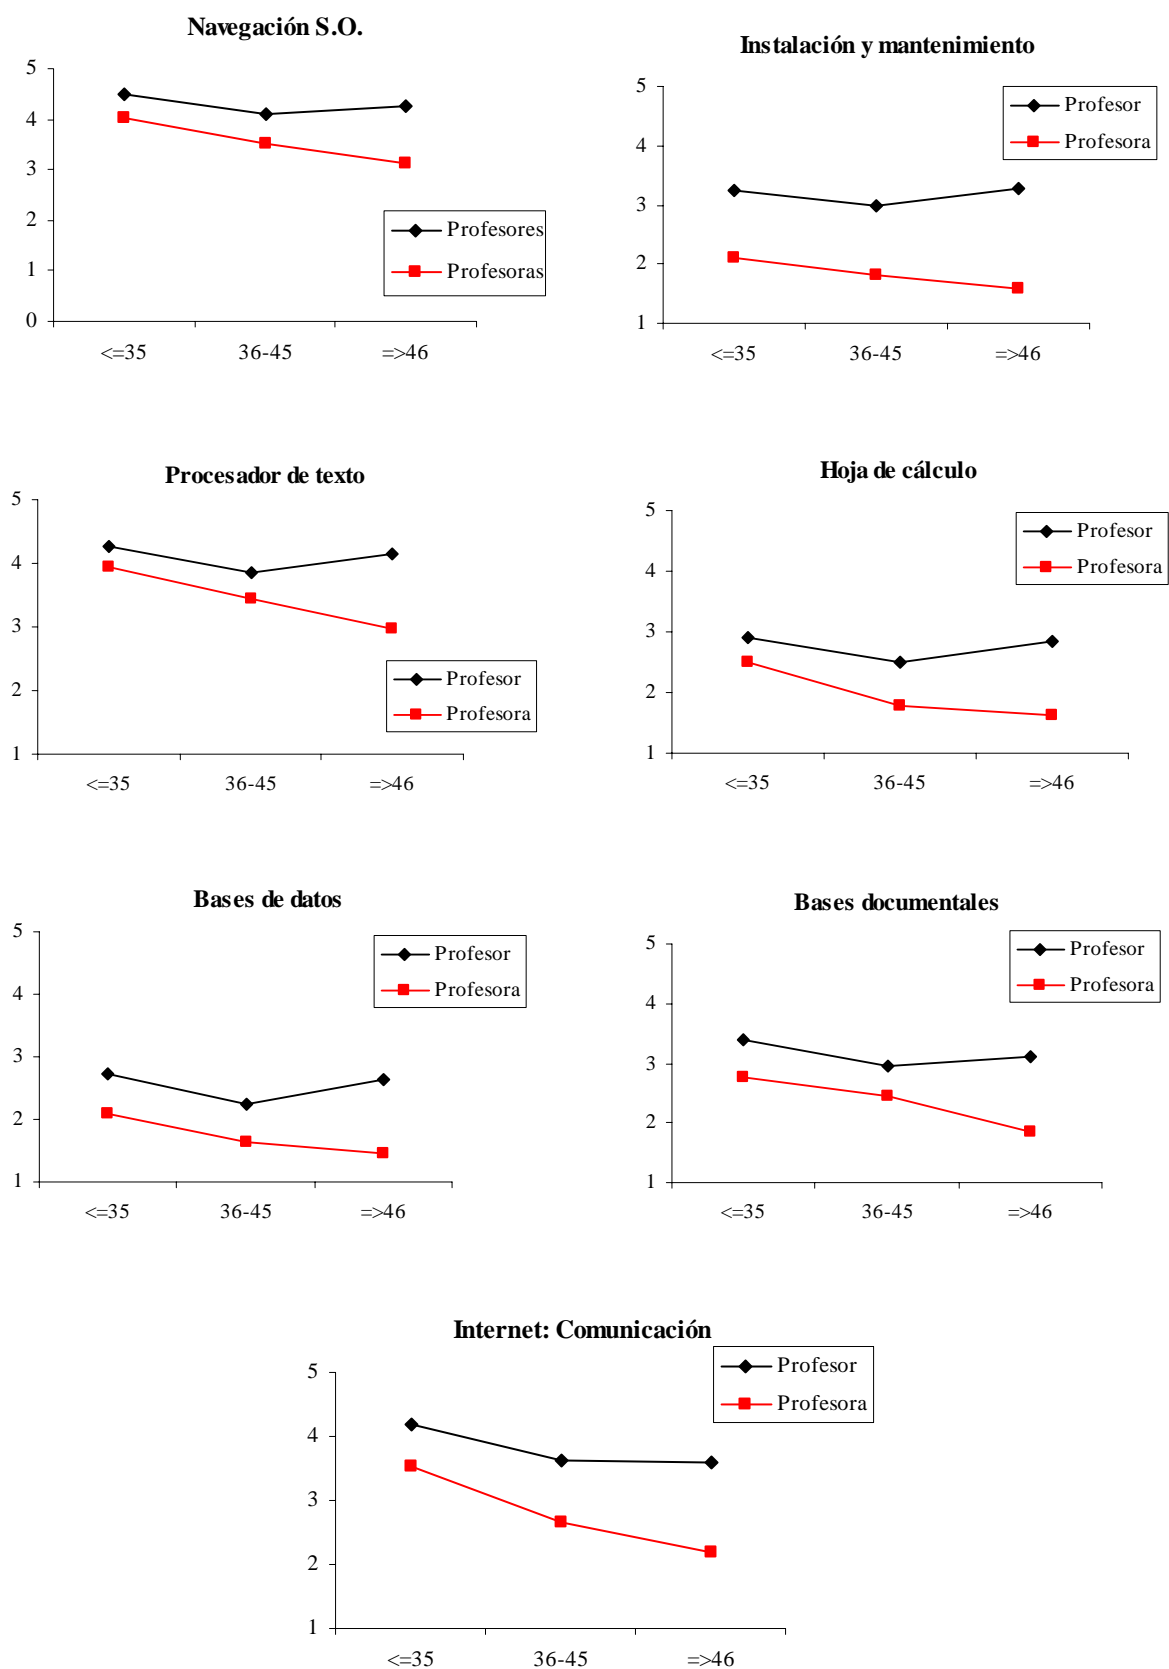 Navegación S.O.
5
4
3
2
1
0
<=35 36-45 =>46
Profesores
Profesoras
Instalación y mantenimiento
5
4
3
2
1
<=35 36-45 =>46
Profesor
Profesora
Procesador de texto
5
4
3
2
1
<=35 36-45 =>46
Profesor
Profesora
Hoja de cálculo
5
4
3
2
1
<=35 36-45 =>46
Profesor
Profesora
Bases de datos
5
4
3
2
1
<=35 36-45 =>46
Profesor
Profesora
Bases documentales
5
4
3
2
1
<=35 36-45 =>46
Profesor
Profesora
Internet: Comunicación
5
4
3
2
1
<=35 36-45 =>46
Profesor
Profesora